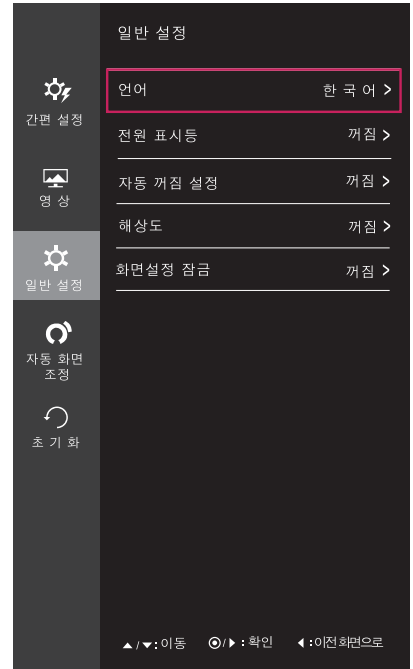 일반 설정
간편 설정
영 상
일반 설정
자동 화면
조정
초 기 화
언어 한 국 어 >
전원 표시등 꺼짐 >
자동 꺼짐 설정 꺼짐 >
해상도 꺼짐 >
화면설정 잠금 꺼짐 >
▲/▼:이동 ◉/▶:확인 ◀:이전화면으로